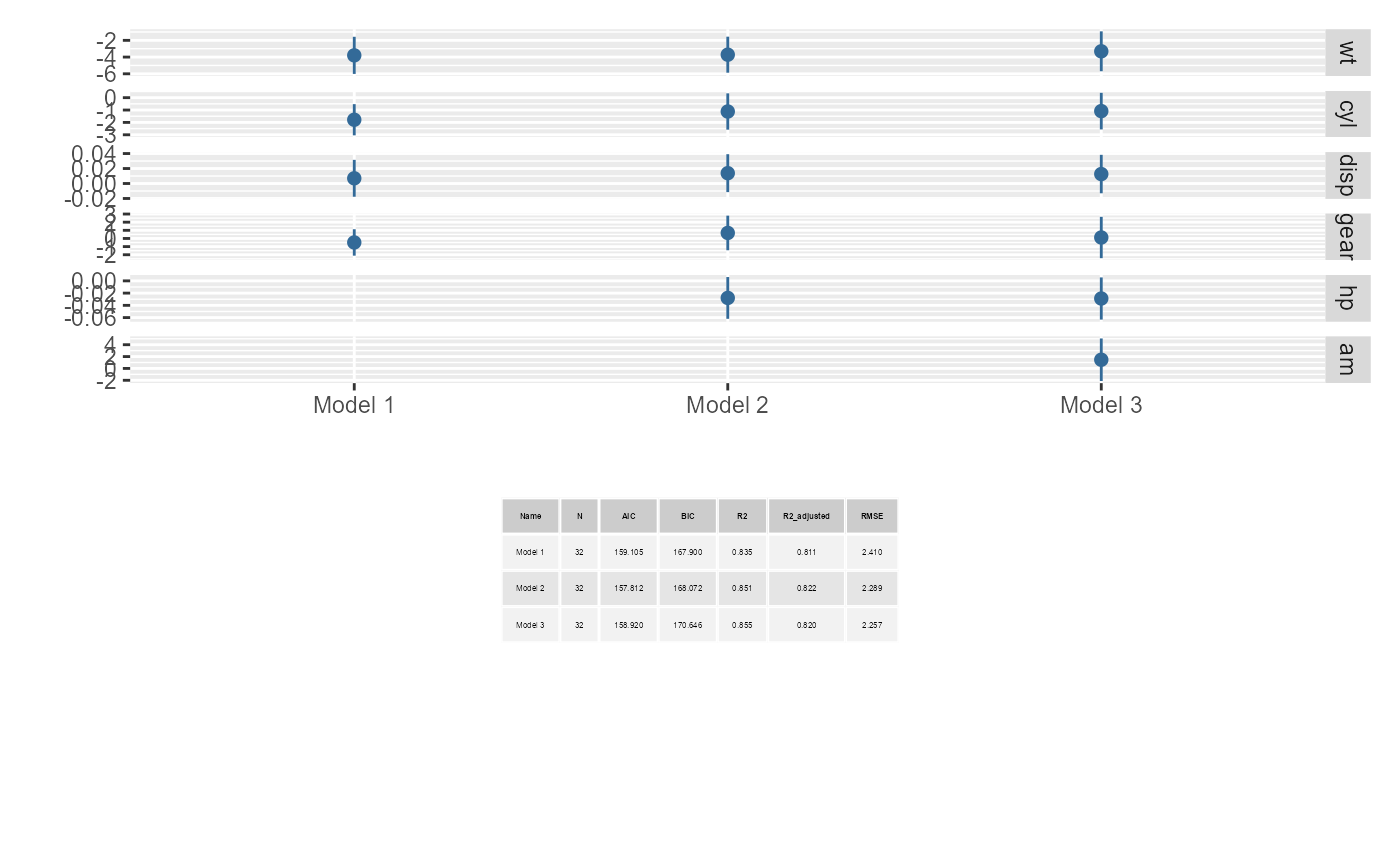 -2
-4
-6
wt
0
-1
-2
-3
cyl
0.04
0.02
0.00
-0.02
disp
3
0
-1
-2
gear
0.00
-0.02
-0.04
-0.06
hp
4
2
0
-2
am
Model 1 Model 2 Model 3
Name N AIC BIC R2 R2_adjusted RMSE
Model 1 32 159.105 167.900 0.835 0.811 2.410
Model 2 32 157.812 168.072 0.851 0.822 2.289
Model 3 32 158.920 170.646 0.855 0.820 2.257